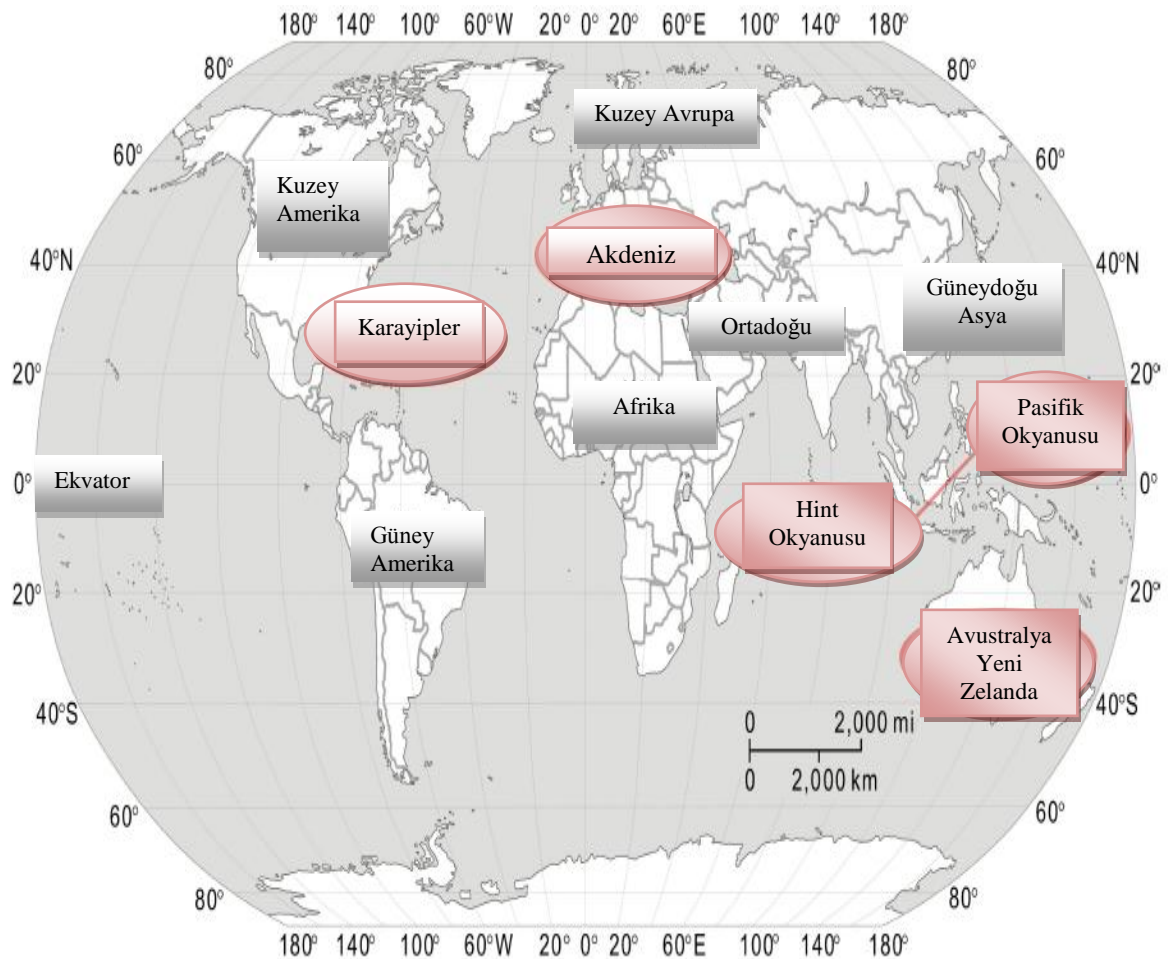 180° 140° 100° 60°W 20° 0° 20° 60°E 100° 140° 180°
80° 80°
Kuzey Avrupa
60° 60°
Kuzey
Amerika
Akdeniz
40°N 40°N
Güneydoğu
Asya
Karayipler
Ortadoğu
20° 20°
Afrika
Pasifik
Okyanusu
Ekvator
0° 0°
Hint
Okyanusu
Güney
Amerika
20° 20°
Avustralya
Yeni
Zelanda
40°S 40°S
0 2,000 mi
0 2,000 km
60° 60°
80° 80°
180° 140° 100° 60°W 20° 0° 20° 60°E 100° 140° 180°